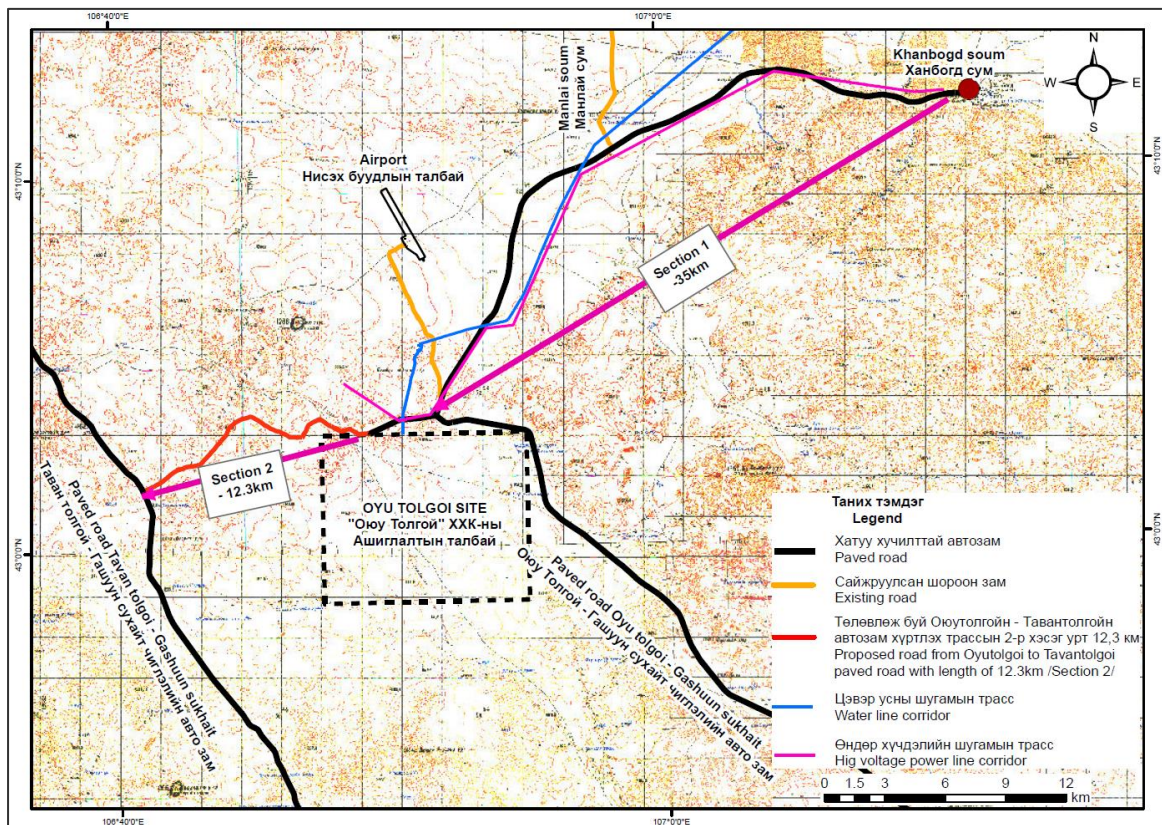 106°40'0"E
107°0'0"E
Khanbogd soum
Ханбогд сум
N
W
E
S
Manlai soum
Манлай сум
43°10'0"N
43°10'0"N
Airport
Нисэх буудлын талбай
Section 1
-35km
Section 2
- 12.3km
OYU TOLGOI SITE
"Оюу Толгой" ХХК-ны
Ашиглалтын талбай
Paved road Tavan tolgoi - Gashuun sukhait
Таван толгой - Гашуун сухайт чиглэлийн авто зам
Paved road Oyu tolgoi - Gashuun sukhait
Оюу Толгой - Гашуун сухайт чиглэлийн авто зам
43°0'0"N
43°0'0"N
Таних тэмдэг
Legend
Хатуу хучилттай автозам
Paved road
Сайжруулсан шороон зам
Existing road
Төлөвлөж буй Оюутолгойн - Тавантолгойн
автозам хүртлэх трассын 2-р хэсэг урт 12,3 км
Proposed road from Oyutolgoi to Tavantolgoi
paved road with length of 12.3km /Section 2/
Цэвэр усны шугамын трасс
Water line corridor
Өндөр хүчдэлийн шугамын трасс
Hig voltage power line corridor
0 1.5 3 6 9 12
km
106°40'0"E
107°0'0"E